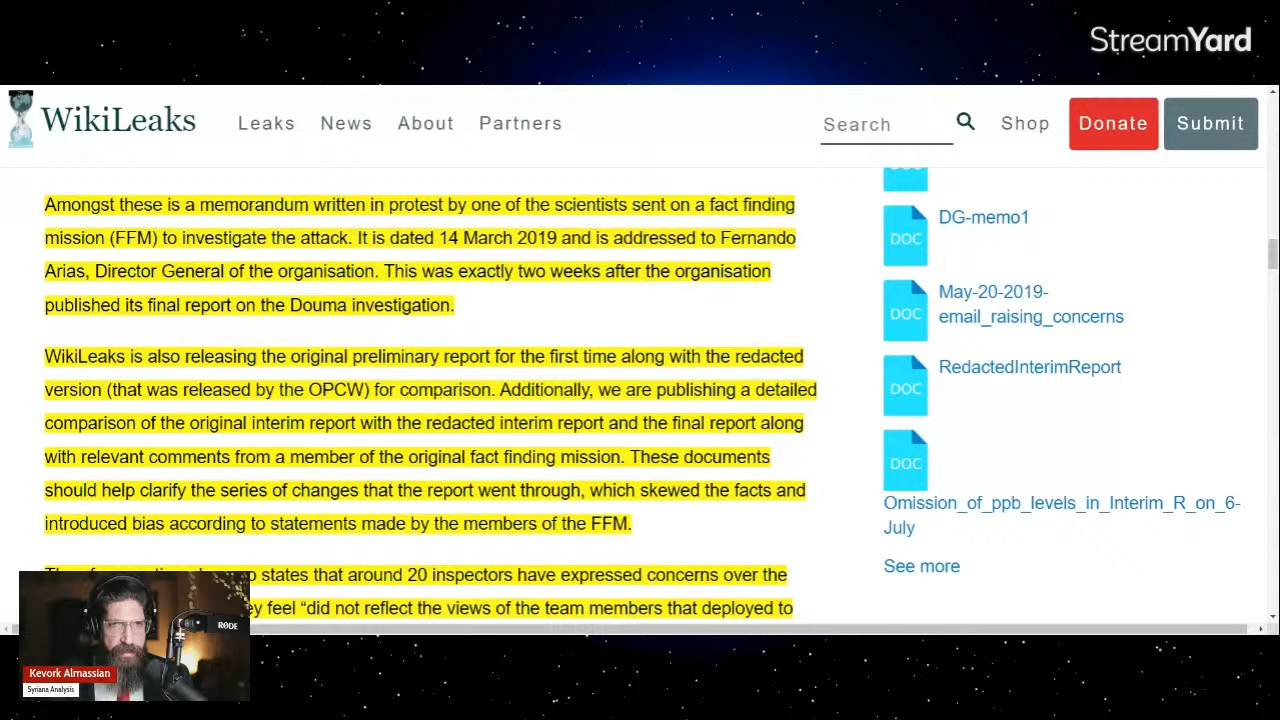 StreamYard
WikiLeaks
Leaks News About Partners
Search
Shop
Donate
Submit
Amongst these is a memorandum written in protest by one of the scientists sent on a fact finding
mission (FFM) to investigate the attack. It is dated 14 March 2019 and is addressed to Fernando
Arias, Director General of the organisation. This was exactly two weeks after the organisation
published its final report on the Douma investigation.
WikiLeaks is also releasing the original preliminary report for the first time along with the redacted
version (that was released by the OPCW) for comparison. Additionally, we are publishing a detailed
comparison of the original interim report with the redacted interim report and the final report along
with relevant comments from a member of the original fact finding mission. These documents
should help clarify the series of changes that the report went through, which skewed the facts and
introduced bias according to statements made by the members of the FFM.
states that around 20 inspectors have expressed concerns over the
feel “did not reflect the views of the team members that deployed to
DOC
DOC
DG-memo1
DOC
May-20-2019-
email_raising_concerns
DOC
RedactedInterimReport
DOC
Omission_of_ppb_levels_in_Interim_R_on_6-
July
See more
RØDE
Kevork Almassian
Syriana Analysis